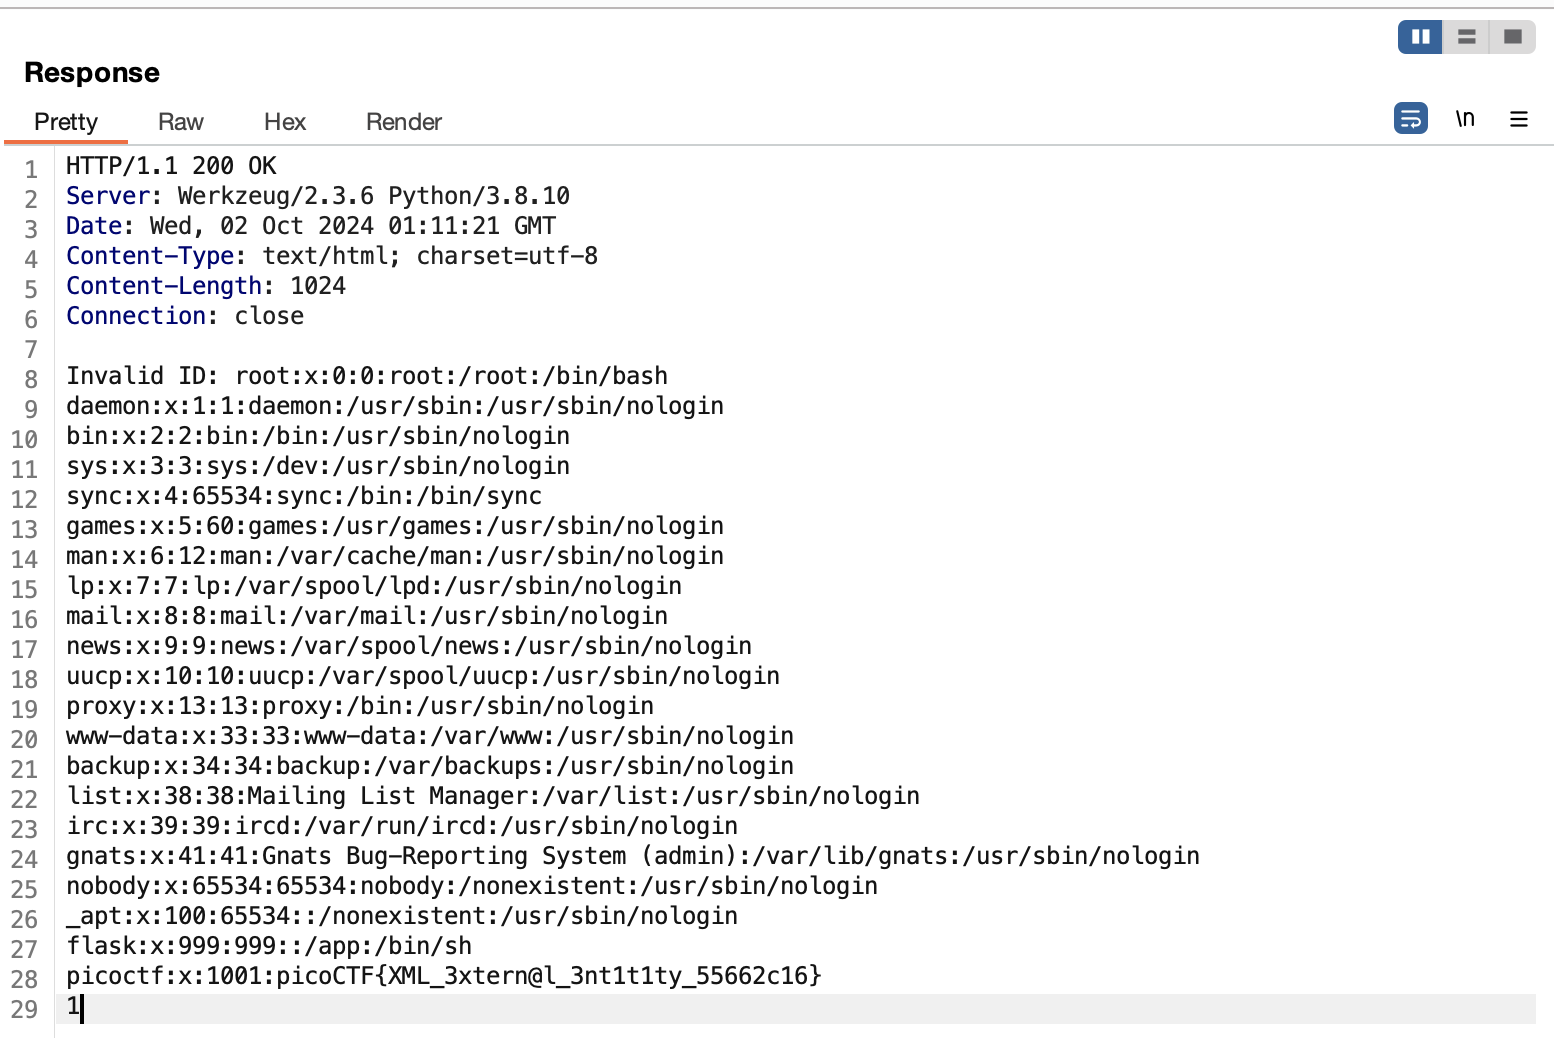 Response
Pretty Raw Hex Render \n
1 HTTP/1.1 200 OK
2 Server: Werkzeug/2.3.6 Python/3.8.10
3 Date: Wed, 02 Oct 2024 01:11:21 GMT
4 Content-Type: text/html; charset=utf-8
5 Content-Length: 1024
6 Connection: close
7
8 Invalid ID: root:x:0:0:root:/root:/bin/bash
9 daemon:x:1:1:daemon:/usr/sbin:/usr/sbin/nologin
10 bin:x:2:2:bin:/bin:/usr/sbin/nologin
11 sys:x:3:3:sys:/dev:/usr/sbin/nologin
12 sync:x:4:65534:sync:/bin:/bin/sync
13 games:x:5:60:games:/usr/games:/usr/sbin/nologin
14 man:x:6:12:man:/var/cache/man:/usr/sbin/nologin
15 lp:x:7:7:lp:/var/spool/lpd:/usr/sbin/nologin
16 mail:x:8:8:mail:/var/mail:/usr/sbin/nologin
17 news:x:9:9:news:/var/spool/news:/usr/sbin/nologin
18 uucp:x:10:10:uucp:/var/spool/uucp:/usr/sbin/nologin
19 proxy:x:13:13:proxy:/bin:/usr/sbin/nologin
20 www-data:x:33:33:www-data:/var/www:/usr/sbin/nologin
21 backup:x:34:34:backup:/var/backups:/usr/sbin/nologin
22 list:x:38:38:Mailing List Manager:/var/list:/usr/sbin/nologin
23 irc:x:39:39:ircd:/var/run/ircd:/usr/sbin/nologin
24 gnats:x:41:41:Gnats Bug-Reporting System (admin):/var/lib/gnats:/usr/sbin/nologin
25 nobody:x:65534:65534:nobody:/nonexistent:/usr/sbin/nologin
26 _apt:x:100:65534::/nonexistent:/usr/sbin/nologin
27 flask:x:999:999::/app:/bin/sh
28 picoctf:x:1001:picoCTF{XML_3xtern@l_3nt1t1ty_55662c16}
29 1